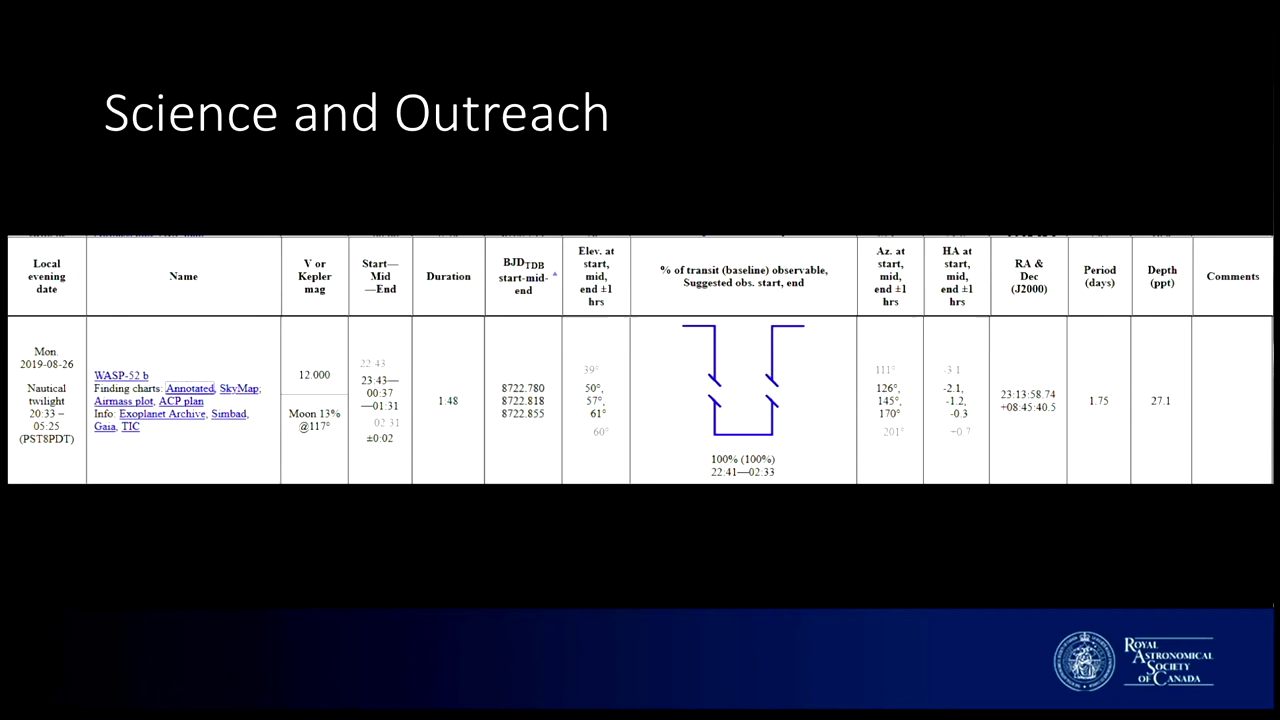 Science and Outreach
Local
evening
date
Name
V or
Kepler
mag
Start—
Mid
—End
Duration
BJDTDB
start-mid-
end
Elev. at
start,
mid,
end ±1
hrs
% of transit (baseline) observable,
Suggested obs. start, end
Az. at
start,
mid,
end ±1
hrs
HA at
start,
mid,
end ±1
hrs
RA &
Dec
(J2000)
Period
(days)
Depth
(ppt)
Comments
Mon.
2019-08-26
Nautical
twilight
20:33 –
05:25
(PST8PDT)
WASP-52 b
Finding charts: Annotated, SkyMap;
Airmass plot, ACP plan
Info: Exoplanet Archive, Simbad,
Gaia, TIC
12.000
Moon 13%
@117°
22:43
23:43—
00:37
—01:31
02:31
±0:02
1:48
8722.780
8722.818
8722.855
39°
50°,
57°,
61°
60°
100% (100%)
22:41—02:33
111°
126°,
145°,
170°
201°
-3.1
-2.1,
-1.2,
-0.3
+0.7
23:13:58.74
+08:45:40.5
1.75
27.1
ROYAL
ASTRONOMICAL
SOCIETY
OF CANADA